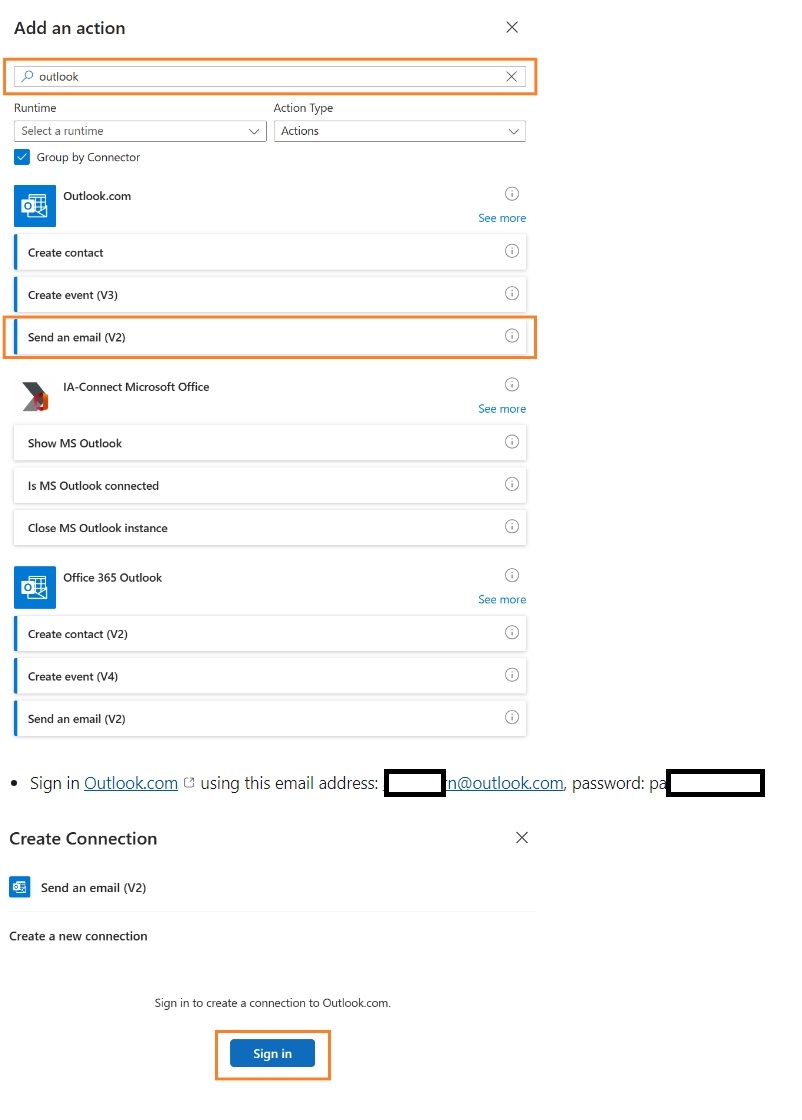 Add an action
outlook
Runtime Action Type
Select a runtime Actions
Group by Connector
Outlook.com
See more
Create contact
Create event (V3)
Send an email (V2)
IA-Connect Microsoft Office
See more
Show MS Outlook
Is MS Outlook connected
Close MS Outlook instance
Office 365 Outlook
See more
Create contact (V2)
Create event (V4)
Send an email (V2)
• Sign in Outlook.com using this email address: n@outlook.com, password: pa
Create Connection
Send an email (V2)
Create a new connection
Sign in to create a connection to Outlook.com.
Sign in